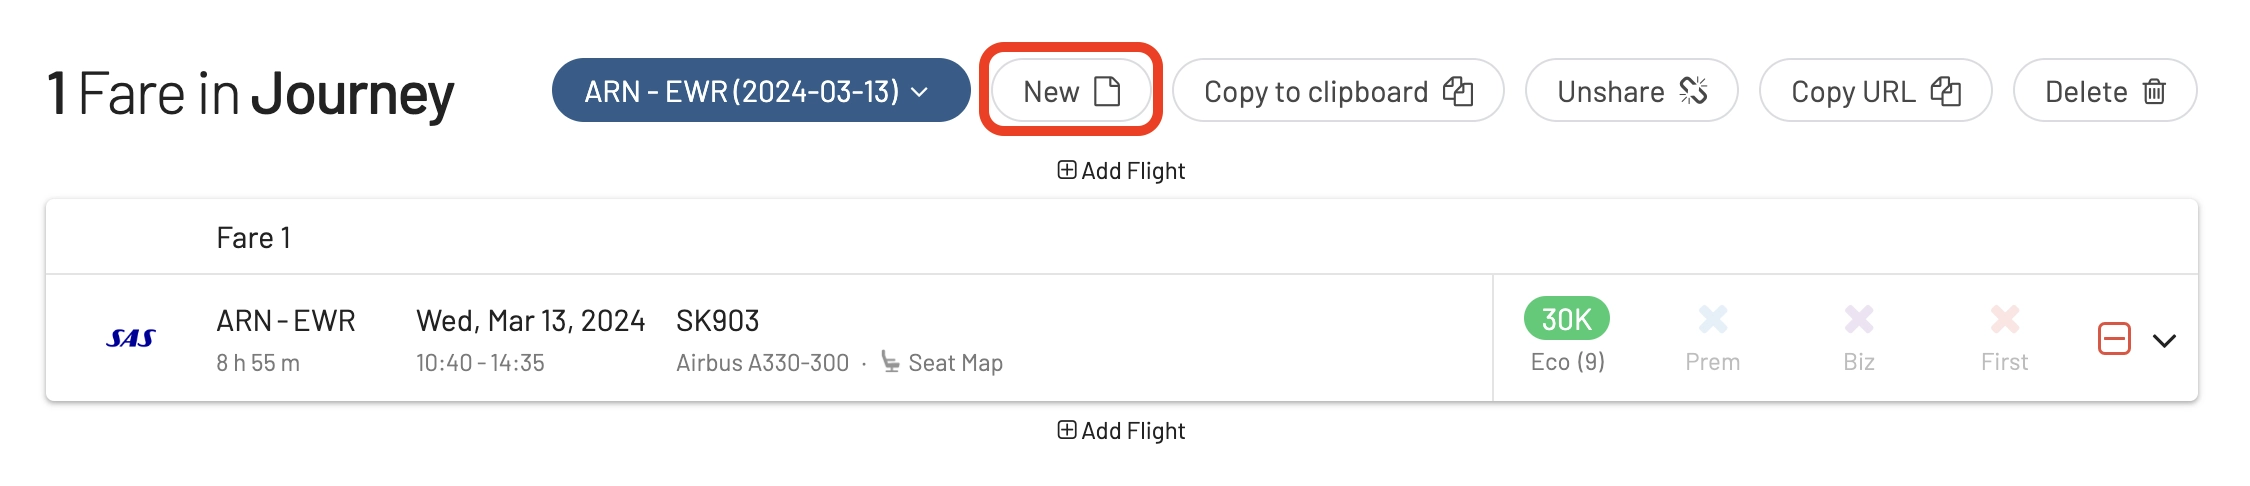 1 Fare in Journey
ARN - EWR (2024-03-13)
New
Copy to clipboard
Unshare
Copy URL
Delete
Add Flight
Fare 1
SAS
ARN - EWR
8 h 55 m
Wed, Mar 13, 2024
10:40 - 14:35
SK903
Airbus A330-300 · Seat Map
30K
Eco (9)
Prem
Biz
First
Add Flight